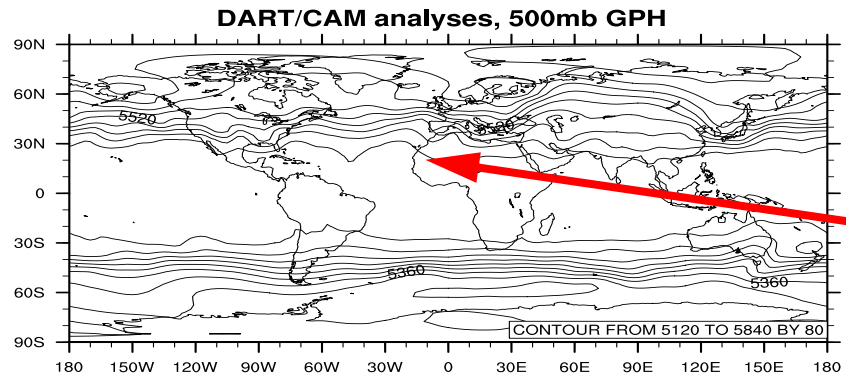 DART/CAM analyses, 500mb GPH
90N
60N
30N
0
30S
60S
90S
5520
5520
5360
5360
CONTOUR FROM 5120 TO 5840 BY 80
180 150W 120W 90W 60W 30W 0 30E 60E 90E 120E 150E 180